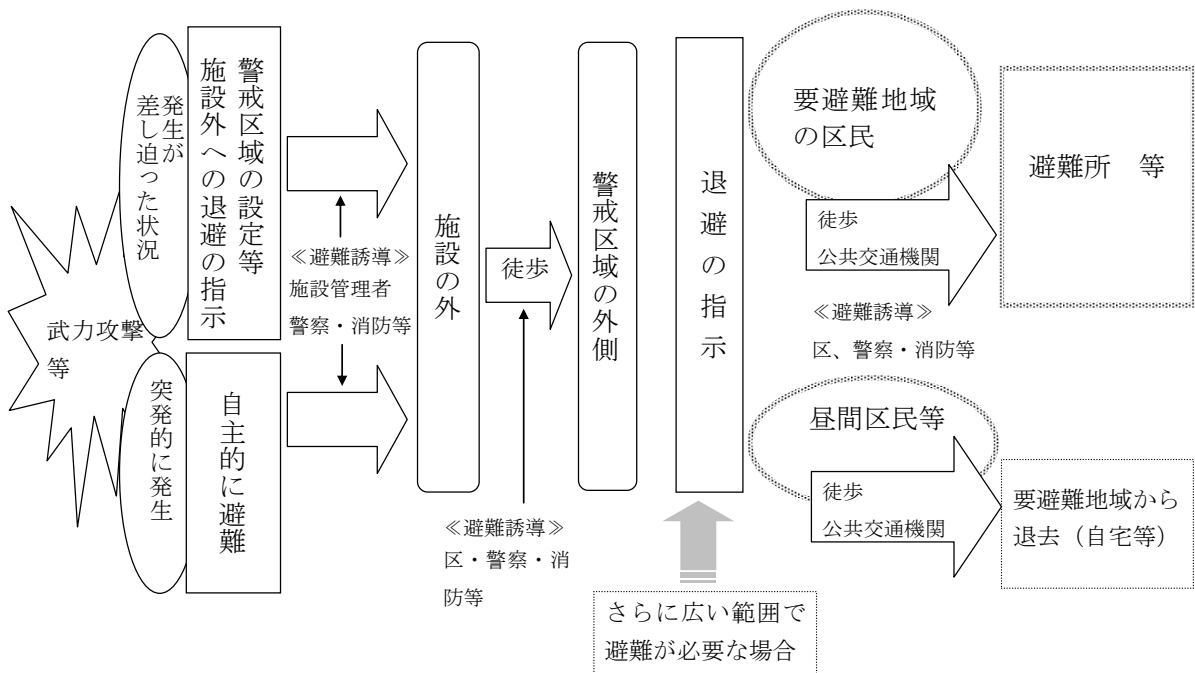 武力攻撃
等
発生が
差し迫った状況
突発的に発生
警戒区域の設定等
施設外への退避の指示
自主的に避難
≪避難誘導≫
施設管理者
警察・消防等
施設の外
徒歩
≪避難誘導≫
区・警察・消
防等
警戒区域の外側
退避の指示
さらに広い範囲で
避難が必要な場合
要避難地域
の区民
徒歩
公共交通機関
≪避難誘導≫
区、警察・消防等
避難所　等
昼間区民等
徒歩
公共交通機関
要避難地域から
退去（自宅等）